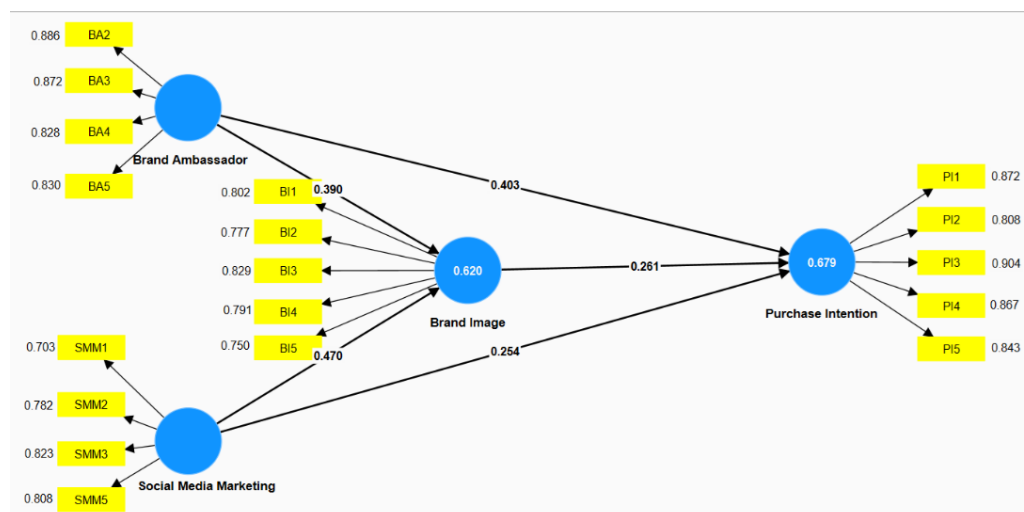 0.886 BA2
0.872 BA3
0.828 BA4
Brand Ambassador
0.830 BA5
0.802 BI1 0.390
0.403
PI1 0.872
0.777 BI2
PI2 0.808
0.829 BI3
0.620
0.261
0.679
PI3 0.904
0.791 BI4
Brand Image
Purchase Intention
PI4 0.867
0.750 BI5
0.470
0.254
PI5 0.843
0.703 SMM1
0.782 SMM2
0.823 SMM3
Social Media Marketing
0.808 SMM5